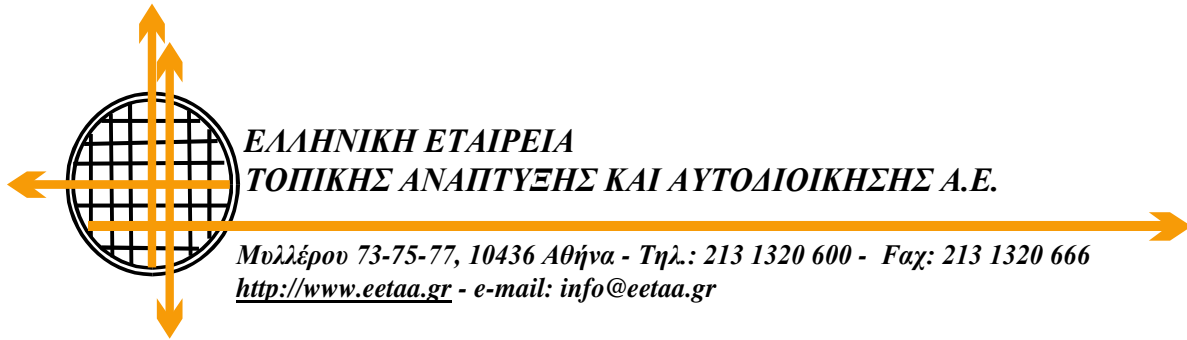 ΕΛΛΗΝΙΚΗ ΕΤΑΙΡΕΙΑ
ΤΟΠΙΚΗΣ ΑΝΑΠΤΥΞΗΣ ΚΑΙ ΑΥΤΟΔΙΟΙΚΗΣΗΣ Α.Ε.
Μυλλέρου 73-75-77, 10436 Αθήνα - Τηλ.: 213 1320 600 - Fαχ: 213 1320 666
http://www.eetaa.gr - e-mail: info@eetaa.gr